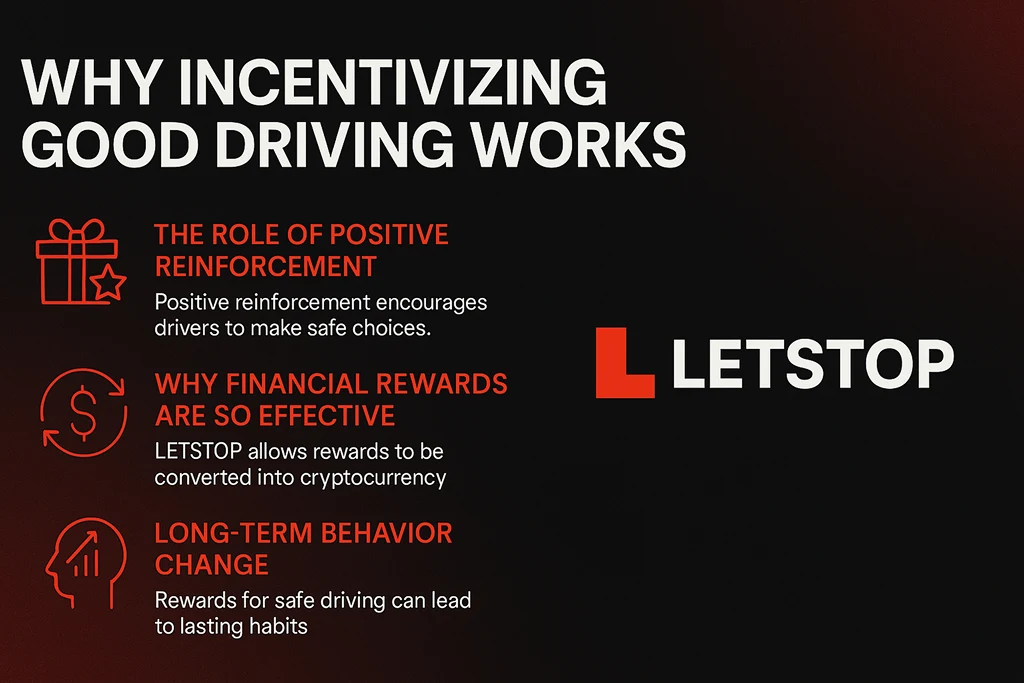 WHY INCENTIVIZING
GOOD DRIVING WORKS
THE ROLE OF POSITIVE
REINFORCEMENT
Positive reinforcement encourages
drivers to make safe choices.
WHY FINANCIAL REWARDS
ARE SO EFFECTIVE
LETSTOP allows rewards to be
converted into cryptocurrency
LONG-TERM BEHAVIOR
CHANGE
Rewards for safe driving can lead
to lasting habits
L LETSTOP